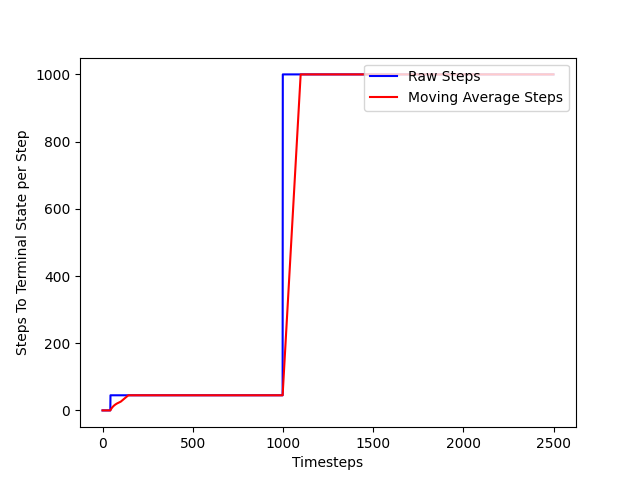 1000
800
600
400
200
0
Steps To Terminal State per Step
Raw Steps
Moving Average Steps
0 500 1000 1500 2000 2500
Timesteps